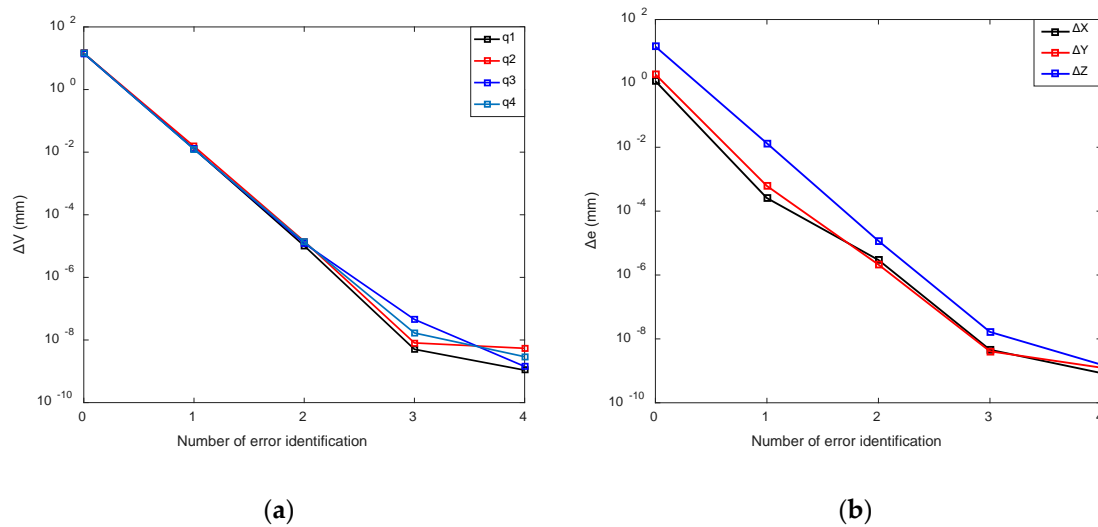 10 2
10 0
10 -2
10 -4
10 -6
10 -8
10 -10
ΔV (mm)
0 1 2 3 4
Number of error identification
q1
q2
q3
q4
(a)
10 2
10 0
10 -2
10 -4
10 -6
10 -8
10 -10
Δe (mm)
0 1 2 3 4
Number of error identification
ΔX
ΔY
ΔZ
(b)